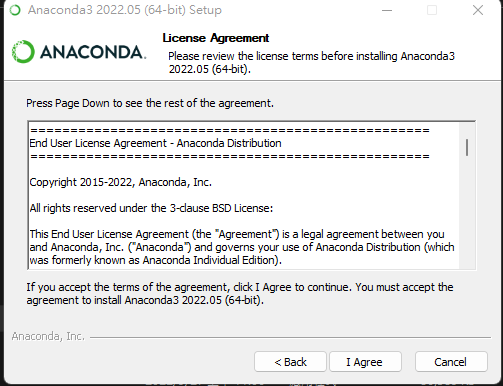 Anaconda3 2022.05 (64-bit) Setup
License Agreement
Please review the license terms before installing Anaconda3
2022.05 (64-bit).
ANACONDA.
Press Page Down to see the rest of the agreement.
==================================================
End User License Agreement - Anaconda Distribution
==================================================
Copyright 2015-2022, Anaconda, Inc.
All rights reserved under the 3-clause BSD License:
This End User License Agreement (the "Agreement") is a legal agreement between you
and Anaconda, Inc. ("Anaconda") and governs your use of Anaconda Distribution (which
was formerly known as Anaconda Individual Edition).
If you accept the terms of the agreement, click I Agree to continue. You must accept the
agreement to install Anaconda3 2022.05 (64-bit).
Anaconda, Inc.
< Back
I Agree
Cancel